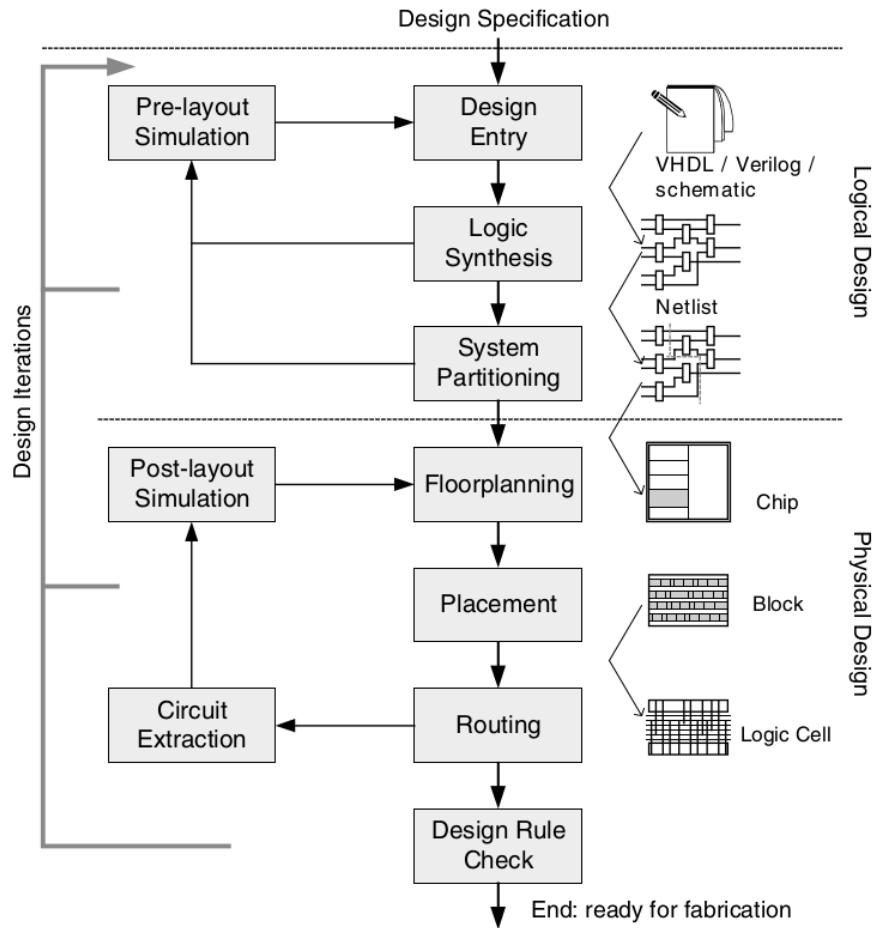 Design Specification
Pre-layout
Simulation
Design
Entry
VHDL / Verilog /
schematic
Logic
Synthesis
Netlist
System
Partitioning
Logical Design
Design Iterations
Post-layout
Simulation
Floorplanning
Chip
Placement
Block
Physical Design
Circuit
Extraction
Routing
Logic Cell
Design Rule
Check
End: ready for fabrication